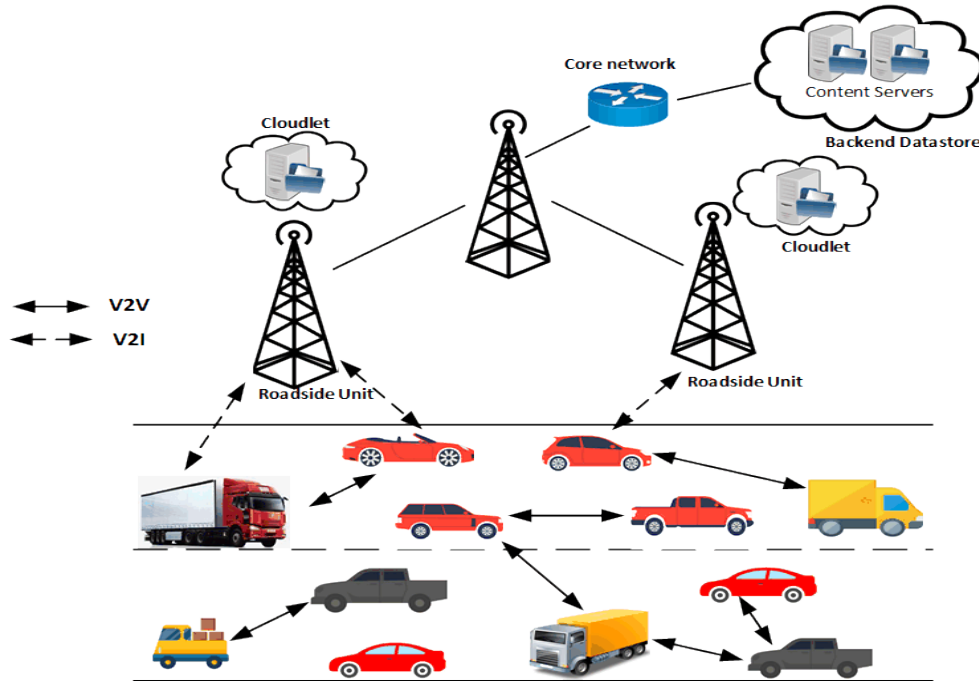 Core network
Content Servers
Backend Datastore
Cloudlet
Cloudlet
V2V
V2I
Roadside Unit
Roadside Unit